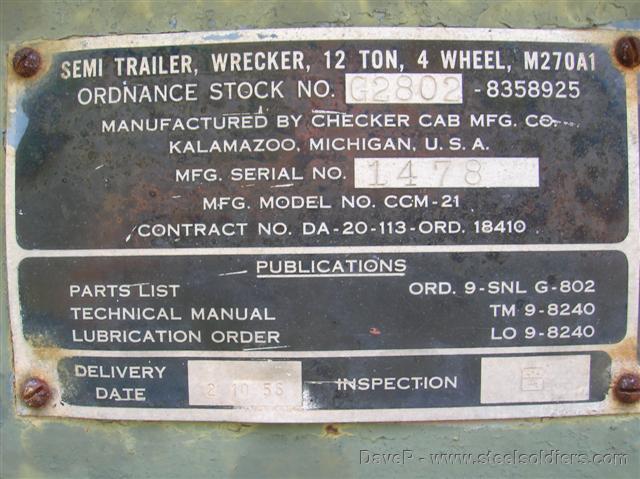 SEMI TRAILER, WRECKER, 12 TON, 4 WHEEL, M270A1
ORDNANCE STOCK NO. G2802 -8358925
MANUFACTURED BY CHECKER CAB MFG. CO.
KALAMAZOO, MICHIGAN, U. S. A.
MFG. SERIAL NO. 1478
MFG. MODEL NO. CCM-21
CONTRACT NO. DA-20-113-ORD. 18410
PUBLICATIONS
PARTS LIST ORD. 9-SNL G-802
TECHNICAL MANUAL TM 9-8240
LUBRICATION ORDER LO 9-8240
DELIVERY DATE 2 10 56 INSPECTION
DaveP - www.steelsoldiers.com